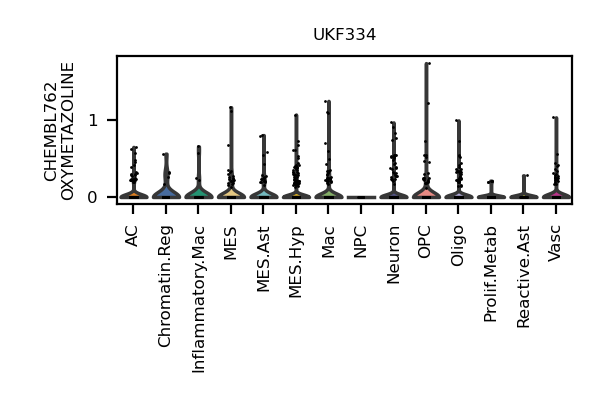 UKF334
CHEMBL762
OXYMETAZOLINE
1
0
AC
Chromatin.Reg
Inflammatory.Mac
MES
MES.Ast
MES.Hyp
Mac
NPC
Neuron
OPC
Oligo
Prolif.Metab
Reactive.Ast
Vasc